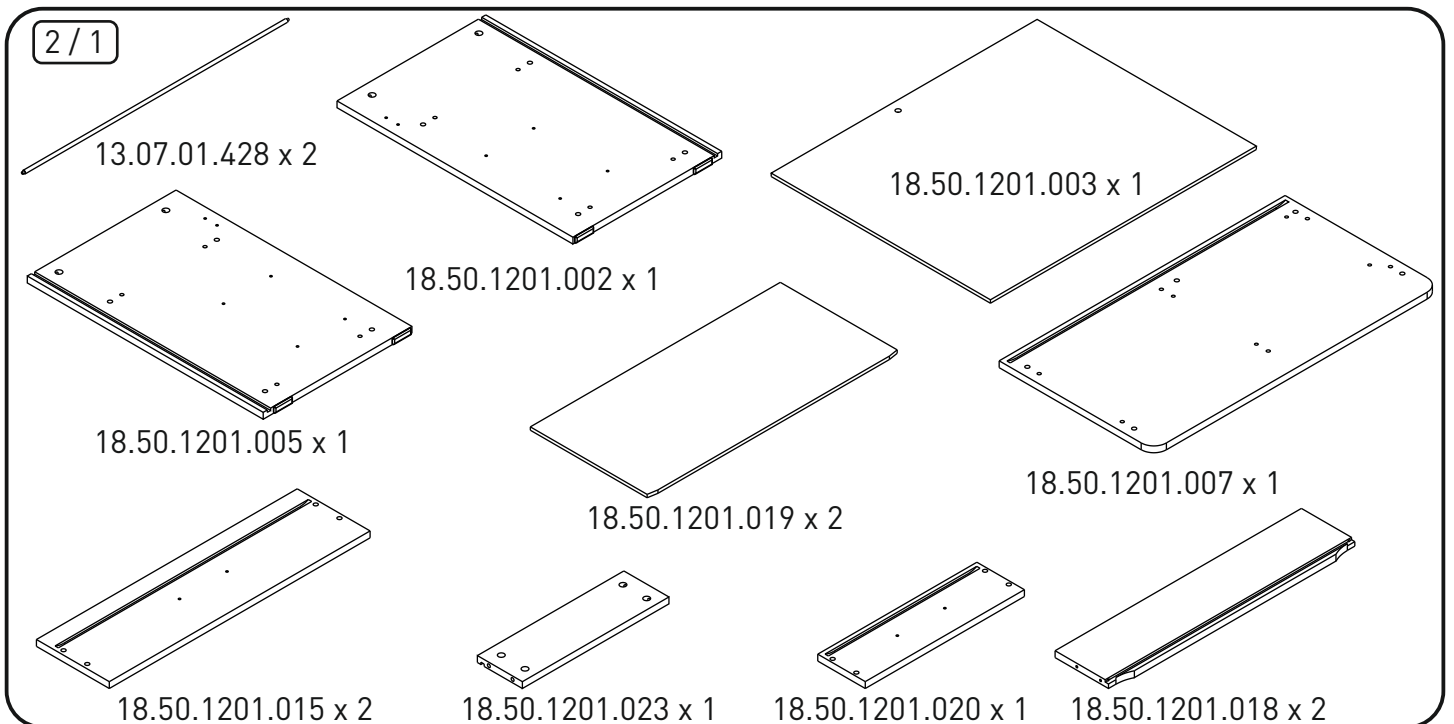 2 / 1
13.07.01.428 x 2
18.50.1201.003 x 1
18.50.1201.002 x 1
18.50.1201.005 x 1
18.50.1201.007 x 1
18.50.1201.019 x 2
18.50.1201.015 x 2
18.50.1201.023 x 1
18.50.1201.020 x 1
18.50.1201.018 x 2